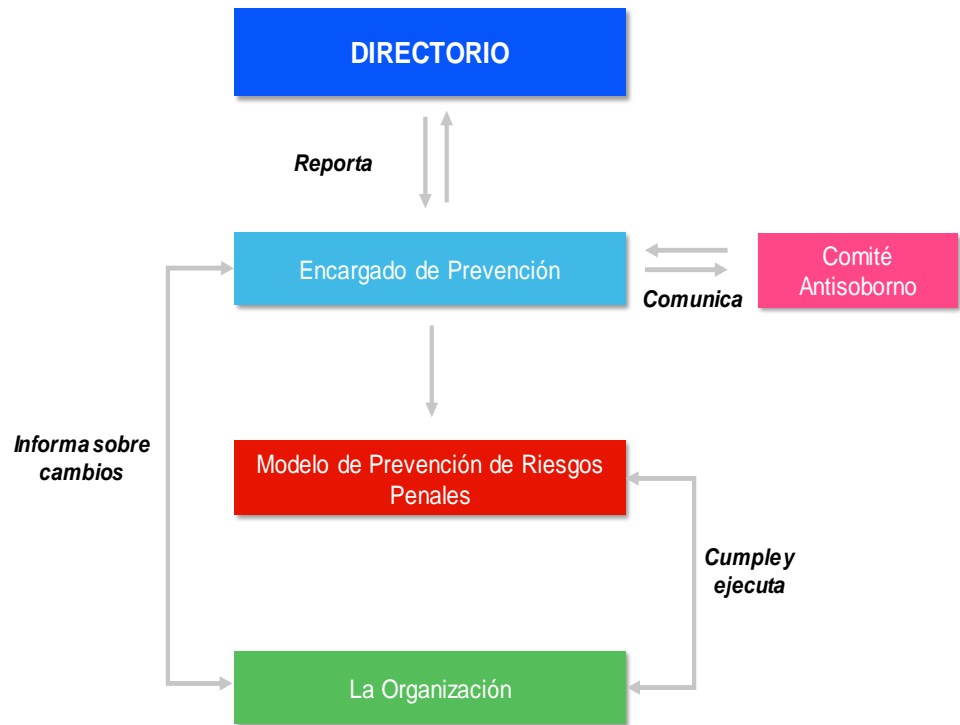 DIRECTORIO
Reporta
Encargado de Prevención
Comité
Antisoborno
Comunica
Informa sobre
cambios
Modelo de Prevención de Riesgos
Penales
Cumple y
ejecuta
La Organización